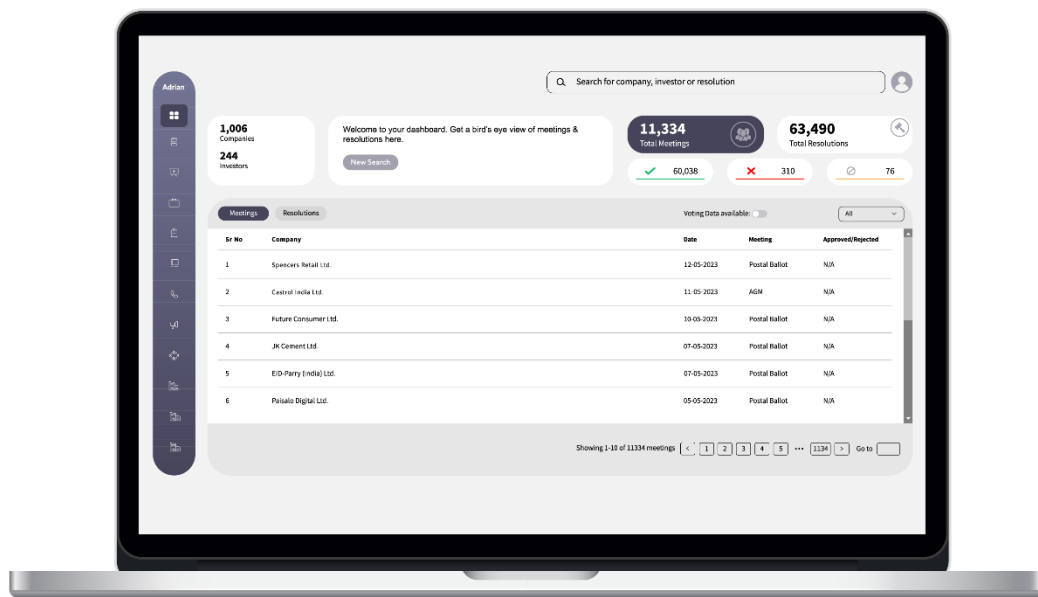 Adrian
Search for company, investor or resolution
1,006
Companies
244
Investors
Welcome to your dashboard. Get a bird's eye view of meetings &
resolutions here.
New Search
11,334
Total Meetings
63,490
Total Resolutions
60,038
310
76
Meetings Resolutions Voting Data available: All
Sr No Company Date Meeting Approved/Rejected
1 Spencers Retail Ltd. 12-05-2023 Postal Ballot N/A
2 Castrol India Ltd. 11-05-2023 AGM N/A
3 Future Consumer Ltd. 10-05-2023 Postal Ballot N/A
4 JK Cement Ltd. 07-05-2023 Postal Ballot N/A
5 EID-Parry (India) Ltd. 07-05-2023 Postal Ballot N/A
6 Paisalo Digital Ltd. 05-05-2023 Postal Ballot N/A
Showing 1-10 of 11334 meetings < 1 2 3 4 5 ••• 1134 > Go to